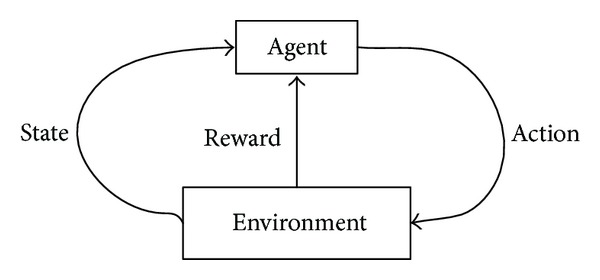 Agent
State
Reward
Action
Environment